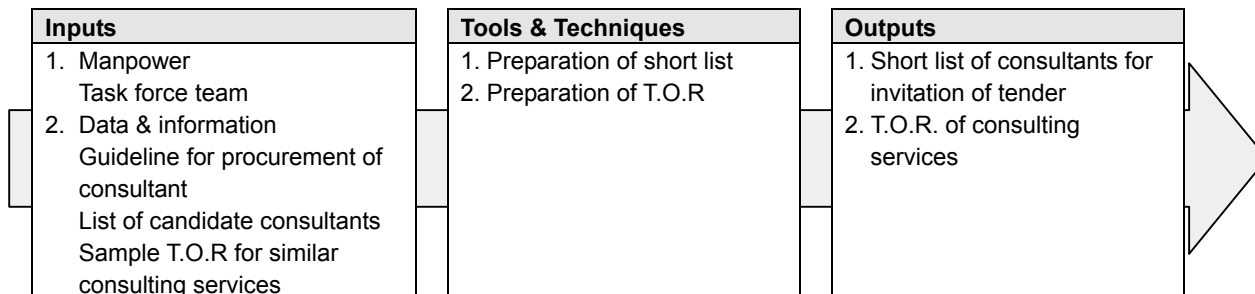 Inputs
1. Manpower
Task force team
2. Data & information
Guideline for procurement of
consultant
List of candidate consultants
Sample T.O.R for similar
consulting services
Tools & Techniques
1. Preparation of short list
2. Preparation of T.O.R
Outputs
1. Short list of consultants for
invitation of tender
2. T.O.R. of consulting
services